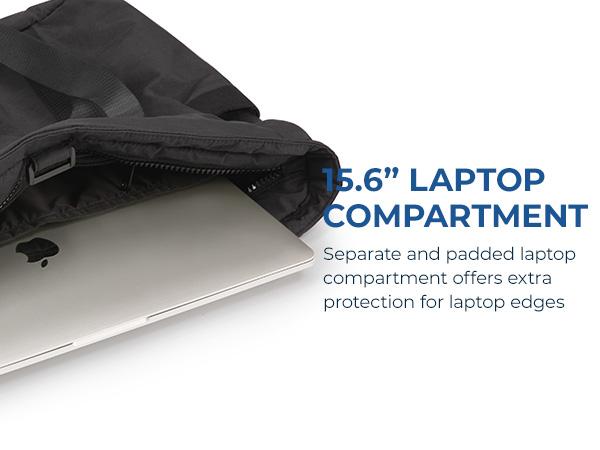 15.6” LAPTOP
COMPARTMENT
Separate and padded laptop
compartment offers extra
protection for laptop edges